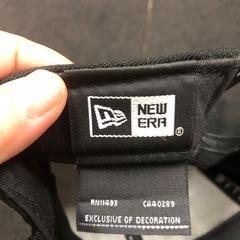 NEW
ERA
®
RN11493 CA40289
EXCLUSIVE OF DECORATION